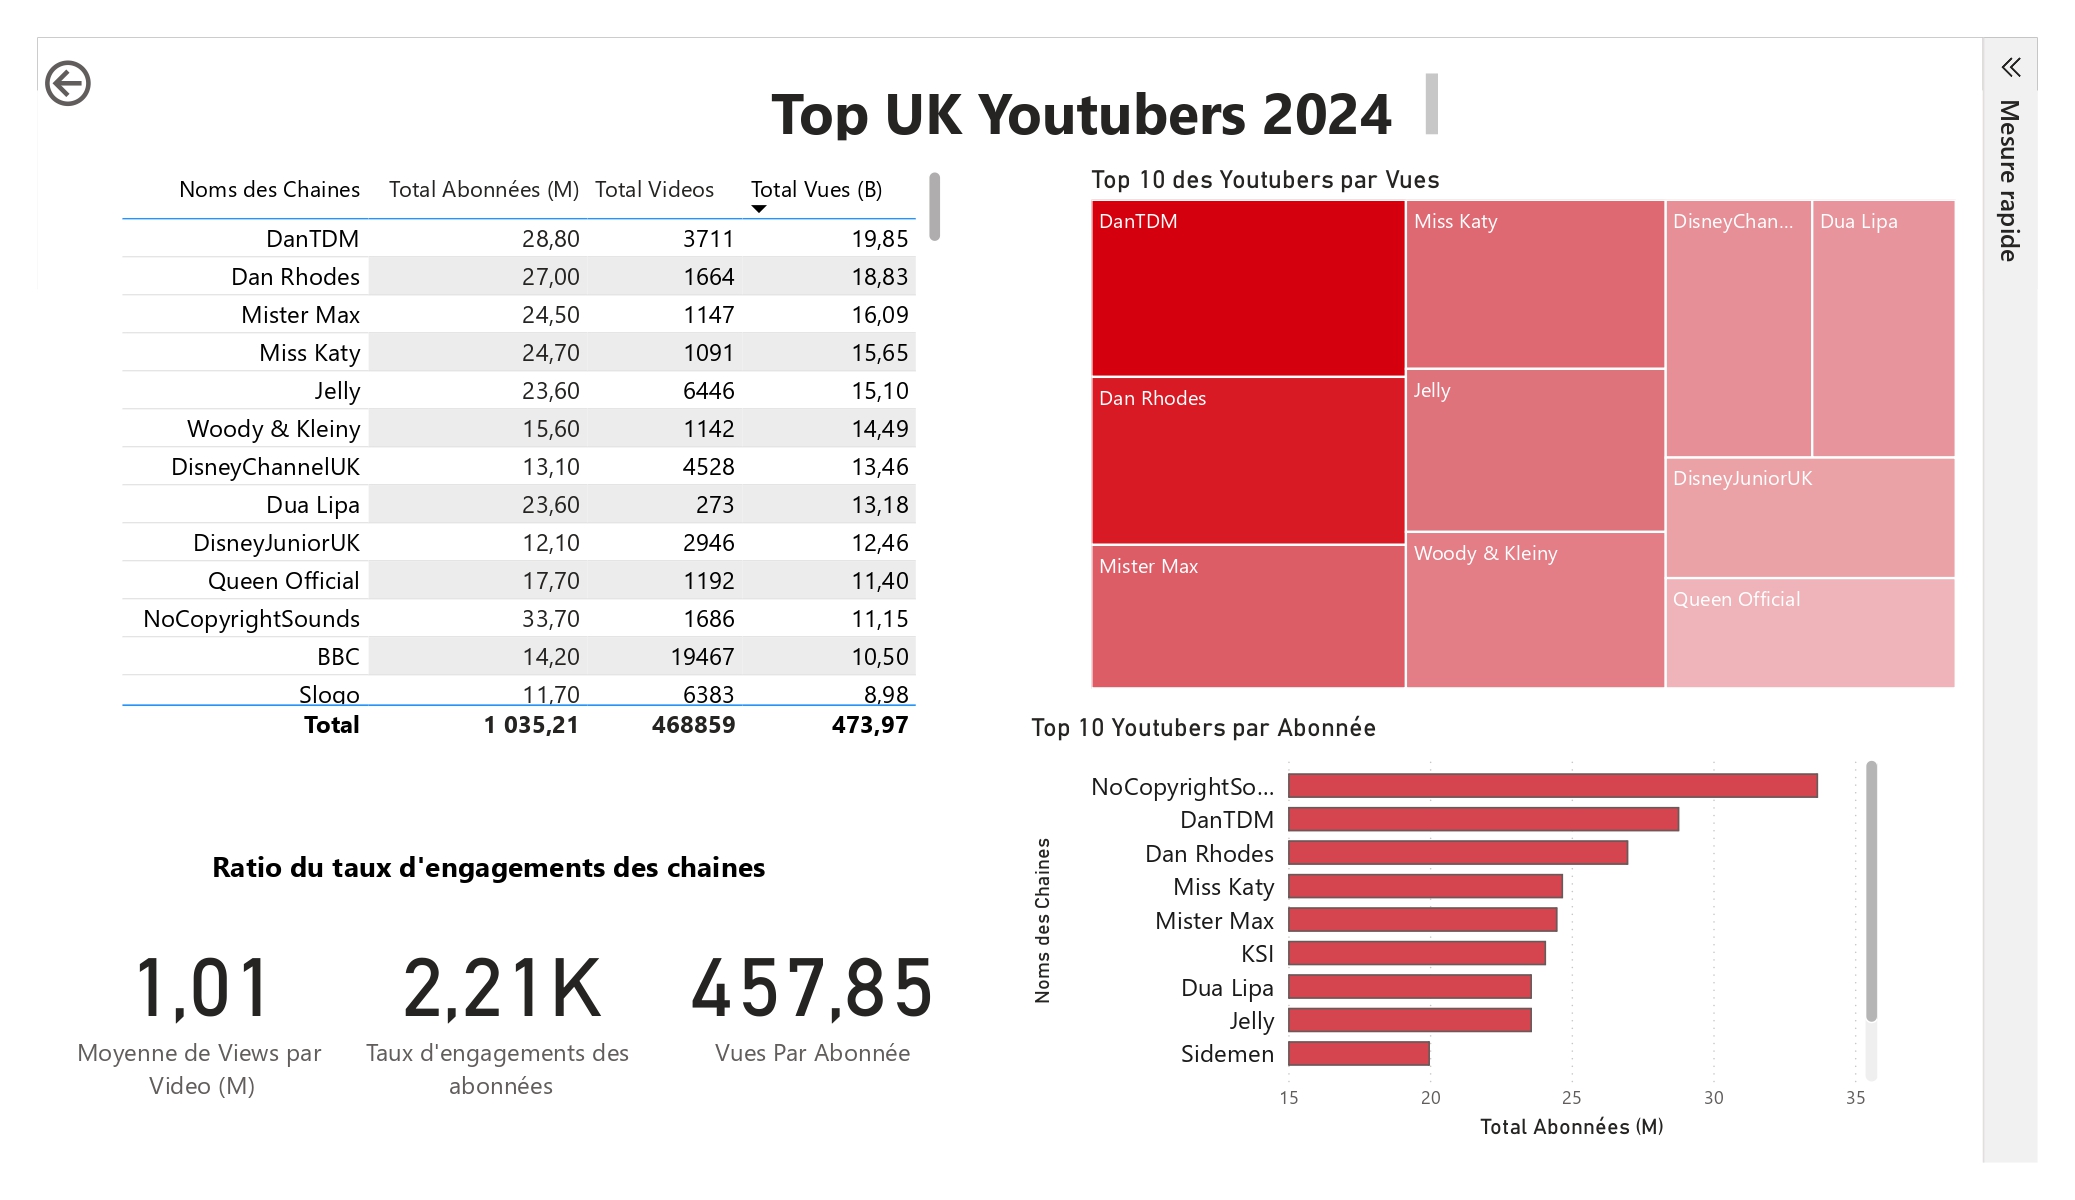 Top UK Youtubers 2024
Mesure rapide
Noms des Chaines Total Abonnées (M) Total Videos Total Vues (B)
DanTDM 28,80 3711 19,85
Dan Rhodes 27,00 1664 18,83
Mister Max 24,50 1147 16,09
Miss Katy 24,70 1091 15,65
Jelly 23,60 6446 15,10
Woody & Kleiny 15,60 1142 14,49
DisneyChannelUK 13,10 4528 13,46
Dua Lipa 23,60 273 13,18
DisneyJuniorUK 12,10 2946 12,46
Queen Official 17,70 1192 11,40
NoCopyrightSounds 33,70 1686 11,15
BBC 14,20 19467 10,50
Slogo 11,70 6383 8,98
Total 1 035,21 468859 473,97
Top 10 des Youtubers par Vues
DanTDM
Dan Rhodes
Mister Max
Miss Katy
Jelly
Woody & Kleiny
DisneyChan...
Dua Lipa
DisneyJuniorUK
Queen Official
Ratio du taux d'engagements des chaines
1,01
Moyenne de Views par
Video (M)
2,21K
Taux d'engagements des
abonnées
457,85
Vues Par Abonnée
Top 10 Youtubers par Abonnée
Noms des Chaines
NoCopyrightSo...
DanTDM
Dan Rhodes
Miss Katy
Mister Max
KSI
Dua Lipa
Jelly
Sidemen
15 20 25 30 35
Total Abonnées (M)